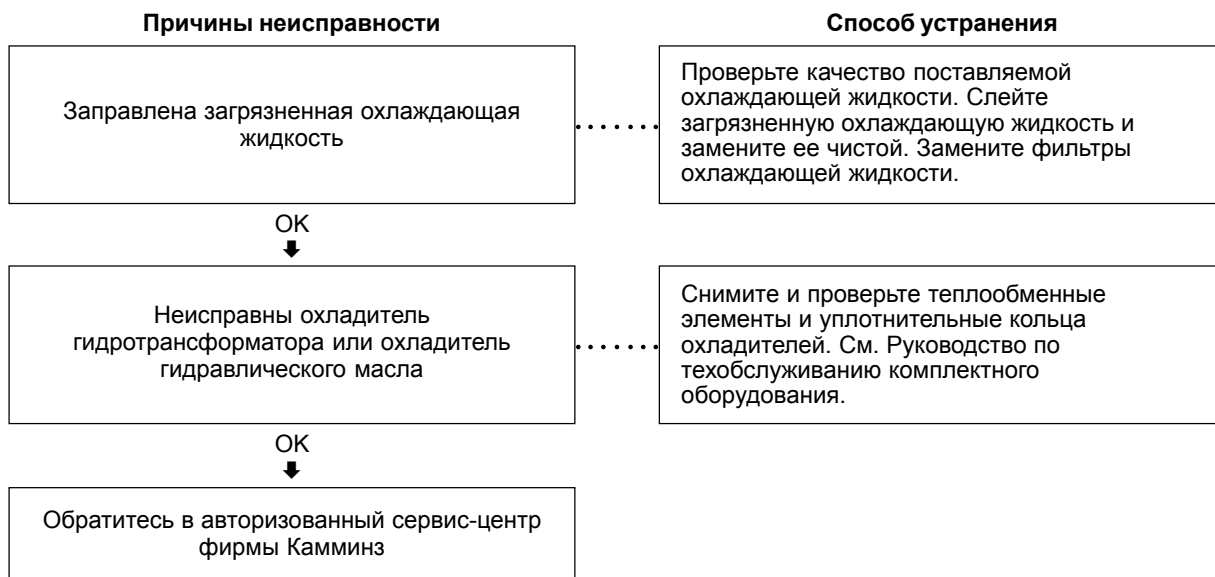 Причины неисправности
Способ устранения
Заправлена загрязненная охлаждающая
жидкость
Проверьте качество поставляемой
охлаждающей жидкости. Слейте
загрязненную охлаждающую жидкость и
замените ее чистой. Замените фильтры
охлаждающей жидкости.
OK
Неисправны охладитель
гидротрансформатора или охладитель
гидравлического масла
Снимите и проверьте теплообменные
элементы и уплотнительные кольца
охладителей. См. Руководство по
техобслуживанию комплектного
оборудования.
OK
Обратитесь в авторизованный сервис-центр
фирмы Камминз